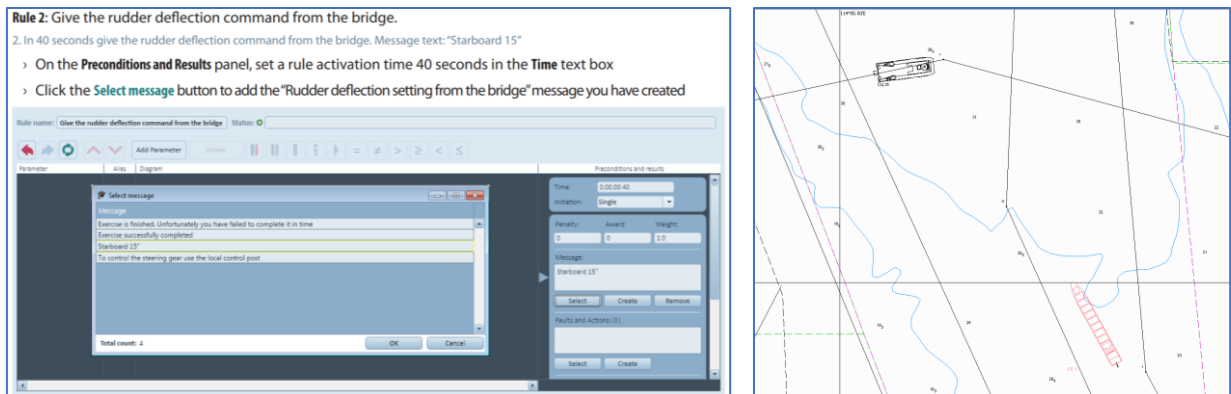 Rule 2: Give the rudder deflection command from the bridge.
2. In 40 seconds give the rudder deflection command from the bridge. Message text: “Starboard 15”
› On the Preconditions and Results panel, set a rule activation time 40 seconds in the Time text box
› Click the Select message button to add the “Rudder deflection setting from the bridge” message you have created
Rule name: Give the rudder deflection command from the bridge Status:
Add Parameter Delete = ≠ > ≥ < ≤
Parameter Alias Diagram Preconditions and results
Select message
Message
Exercise is finished. Unfortunately you have failed to complete it in time
Exercise successfully completed
Starboard 15°
To control the steering gear use the local control post
Total count: 4 OK Cancel
Time: 0:00:00:40
Initiation: Single
Penalty: Award: Weight:
0 0 1.0
Message:
Starboard 15°
Select Create Remove
Faults and Actions ( 0 )
Select Create